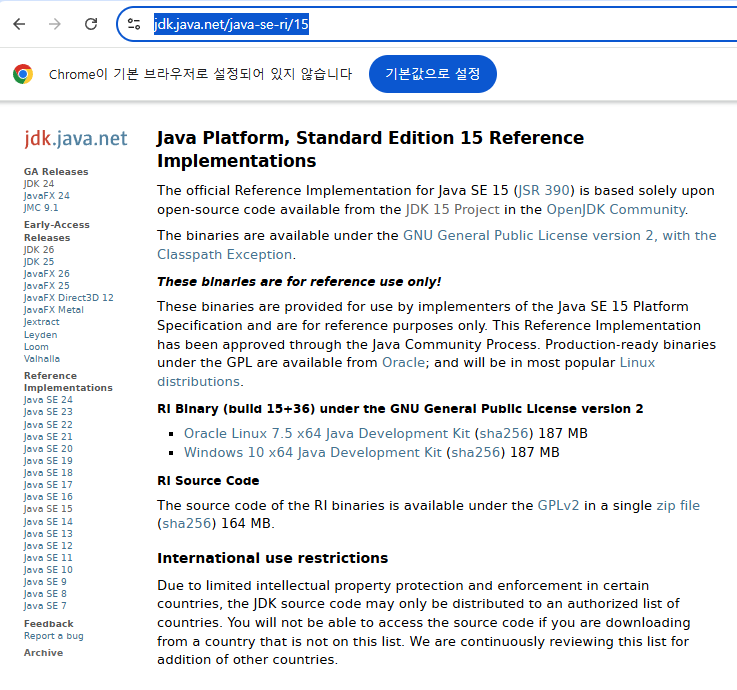 jdk.java.net/java-se-ri/15
Chrome이 기본 브라우저로 설정되어 있지 않습니다
기본값으로 설정
jdk.java.net
GA Releases
JDK 24
JavaFX 24
JMC 9.1
Early-Access
Releases
JDK 26
JDK 25
JavaFX 26
JavaFX 25
JavaFX Direct3D 12
JavaFX Metal
Jextract
Leyden
Loom
Valhalla
Reference
Implementations
Java SE 24
Java SE 23
Java SE 22
Java SE 21
Java SE 20
Java SE 19
Java SE 18
Java SE 17
Java SE 16
Java SE 15
Java SE 14
Java SE 13
Java SE 12
Java SE 11
Java SE 10
Java SE 9
Java SE 8
Java SE 7
Feedback
Report a bug
Archive
Java Platform, Standard Edition 15 Reference
Implementations
The official Reference Implementation for Java SE 15 (JSR 390) is based solely upon
open-source code available from the JDK 15 Project in the OpenJDK Community.
The binaries are available under the GNU General Public License version 2, with the
Classpath Exception.
These binaries are for reference use only!
These binaries are provided for use by implementers of the Java SE 15 Platform
Specification and are for reference purposes only. This Reference Implementation
has been approved through the Java Community Process. Production-ready binaries
under the GPL are available from Oracle; and will be in most popular Linux
distributions.
RI Binary (build 15+36) under the GNU General Public License version 2
▪ Oracle Linux 7.5 x64 Java Development Kit (sha256) 187 MB
▪ Windows 10 x64 Java Development Kit (sha256) 187 MB
RI Source Code
The source code of the RI binaries is available under the GPLv2 in a single zip file
(sha256) 164 MB.
International use restrictions
Due to limited intellectual property protection and enforcement in certain
countries, the JDK source code may only be distributed to an authorized list of
countries. You will not be able to access the source code if you are downloading
from a country that is not on this list. We are continuously reviewing this list for
addition of other countries.